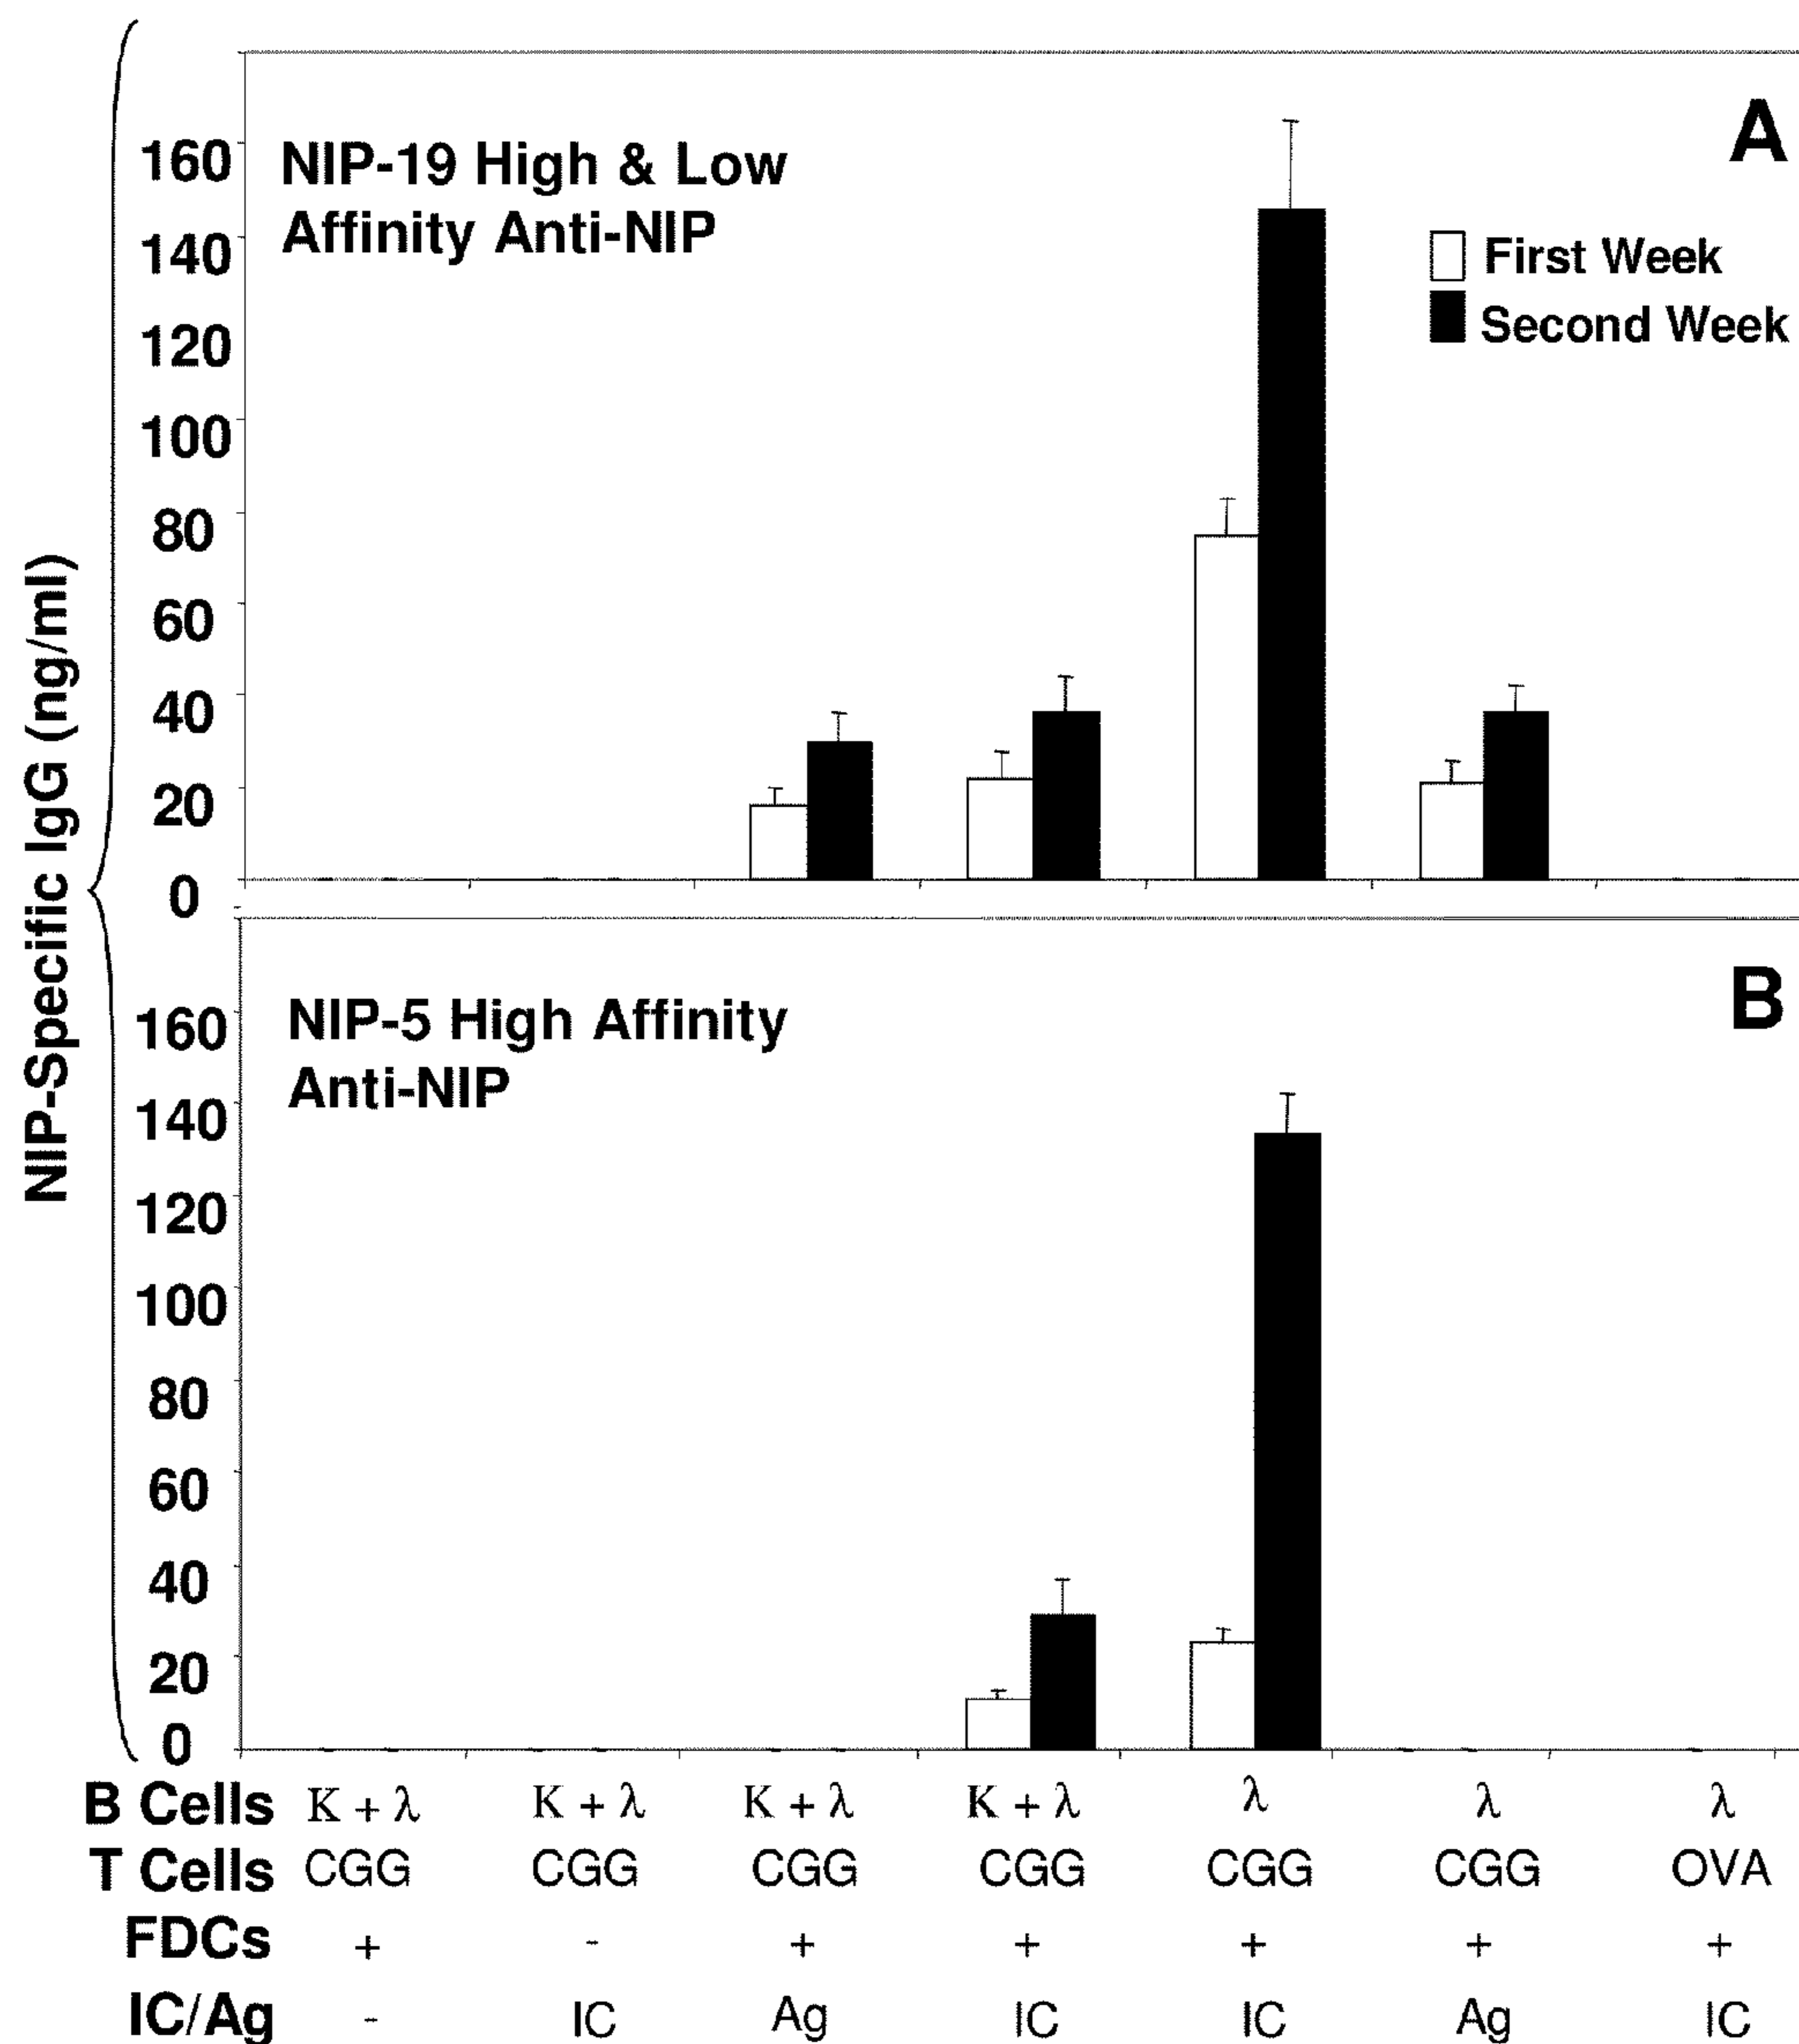 A
NIP-19 High & Low
Affinity Anti-NIP
First Week
Second Week
160
140
120
100
80
60
40
20
0
NIP-Specific IgG (ng/ml)
B
NIP-5 High Affinity
Anti-NIP
160
140
120
100
80
60
40
20
0
B Cells K + λ K + λ K + λ K + λ λ λ λ
T Cells CGG CGG CGG CGG CGG CGG OVA
FDCs + - + + + + +
IC/Ag - IC Ag IC IC Ag IC